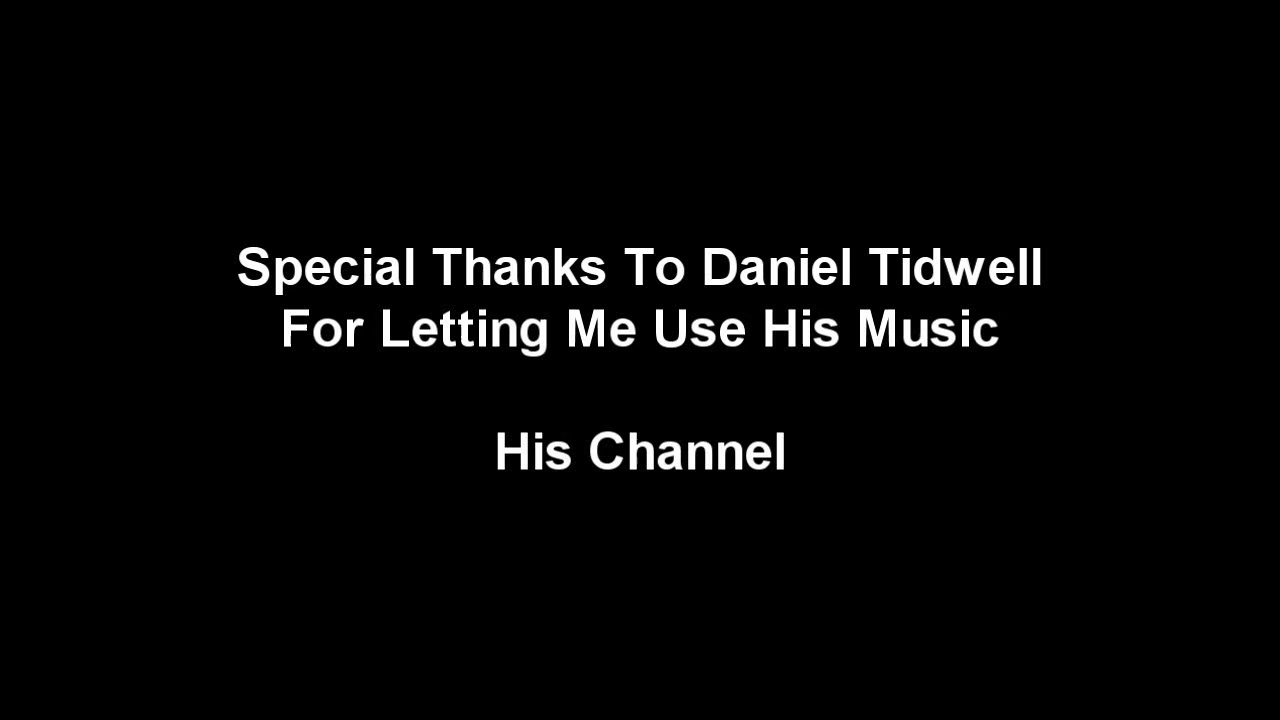 Special Thanks To Daniel Tidwell
For Letting Me Use His Music
His Channel